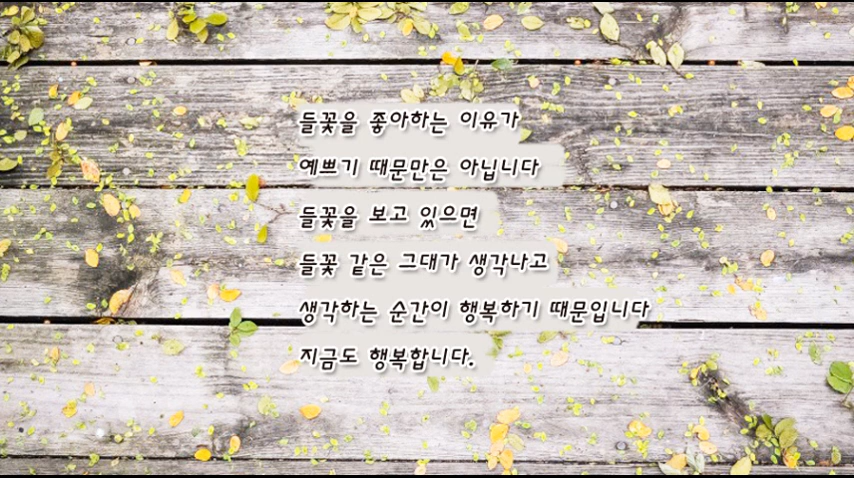 들꽃을 좋아하는 이유가
예쁘기 때문만은 아닙니다
들꽃을 보고 있으면
들꽃 같은 그대가 생각나고
생각하는 순간이 행복하기 때문입니다
지금도 행복합니다.